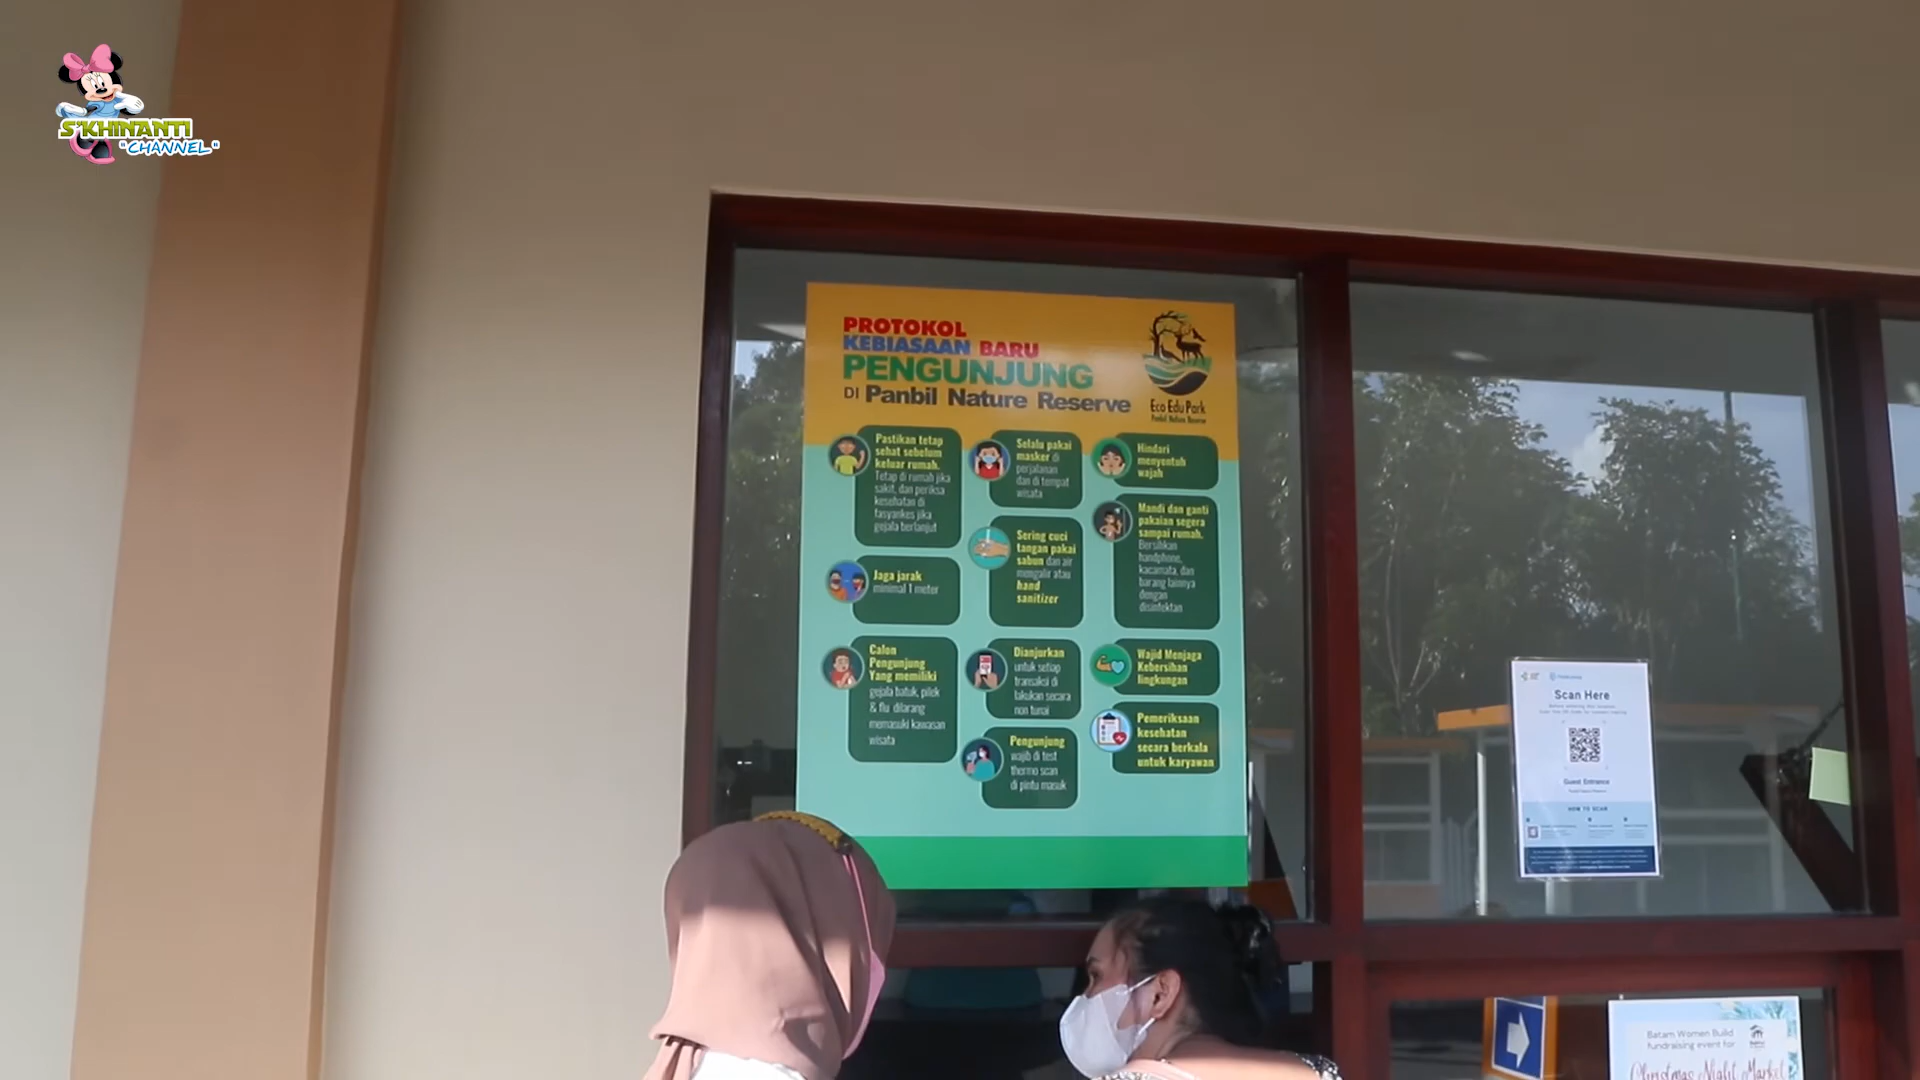 S'KHINANTI
"CHANNEL"
PROTOKOL
KEBIASAAN BARU
PENGUNJUNG
DI Panbil Nature Reserve
Eco Edu Park
Panbil Nature Reserve
Pastikan tetap
sehat sebelum
keluar rumah.
Tetap di rumah jika
sakit, dan periksa
kesehatan di
fasyankes jika
gejala berlanjut
Jaga jarak
minimal 1 meter
Calon
Pengunjung
Yang memiliki
gejala batuk, pilek
& flu dilarang
memasuki kawasan
wisata
Selalu pakai
masker di
perjalanan
dan di tempat
wisata
Sering cuci
tangan pakai
sabun dan air
mengalir atau
hand
sanitizer
Dianjurkan
untuk setiap
transaksi di
lakukan secara
non tunai
Pengunjung
wajib di test
thermo scan
di pintu masuk
Hindari
menyentuh
wajah
Mandi dan ganti
pakaian segera
sampai rumah.
Bersihkan
handphone,
kacamata, dan
barang lainnya
dengan
disinfektan
Wajid Menjaga
Kebersihan
lingkungan
Pemeriksaan
kesehatan
secara berkala
untuk karyawan
Scan Here
Guest Entrance
HOW TO SCAN
Batam Women Build
fundraising event for
Christmas Night Market